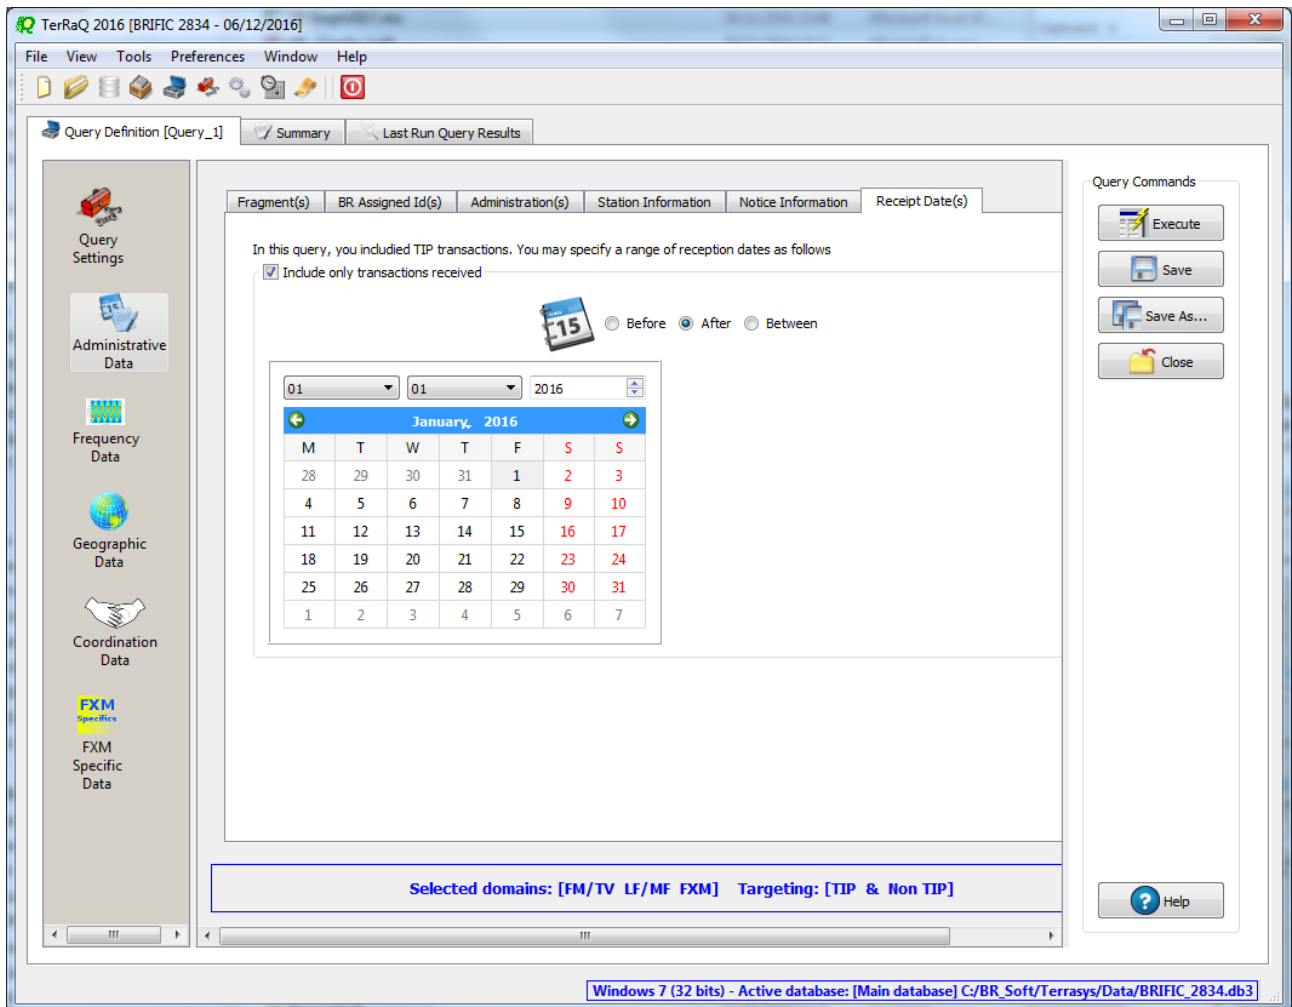 TerRaQ 2016 [BRIFIC 2834 - 06/12/2016]
File View Tools Preferences Window Help
Query Definition [Query_1] Summary Last Run Query Results
Query
Settings
Administrative
Data
Frequency
Data
Geographic
Data
Coordination
Data
FXM
Specifics
FXM
Specific
Data
Fragment(s) BR Assigned Id(s) Administration(s) Station Information Notice Information Receipt Date(s)
In this query, you includied TIP transactions. You may specify a range of reception dates as follows
Include only transactions received
15 Before After Between
01 01 2016
January, 2016
M T W T F S S
28 29 30 31 1 2 3
4 5 6 7 8 9 10
11 12 13 14 15 16 17
18 19 20 21 22 23 24
25 26 27 28 29 30 31
1 2 3 4 5 6 7
Selected domains: [FM/TV LF/MF FXM] Targeting: [TIP & Non TIP]
Query Commands
Execute
Save
Save As...
Close
Help
Windows 7 (32 bits) - Active database: [Main database] C:/BR_Soft/Terrasys/Data/BRIFIC_2834.db3